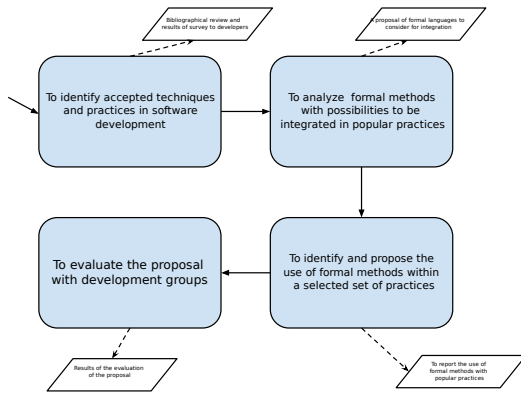 Bibliographical review and
results of survey to developers
A proposal of formal languages to
consider for integration
To identify accepted techniques
and practices in software
development
To analyze formal methods
with possibilities to be
integrated in popular practices
To evaluate the proposal
with development groups
To identify and propose the
use of formal methods within
a selected set of practices
Results of the evaluation
of the proposal
To report the use of
formal methods with
popular practices